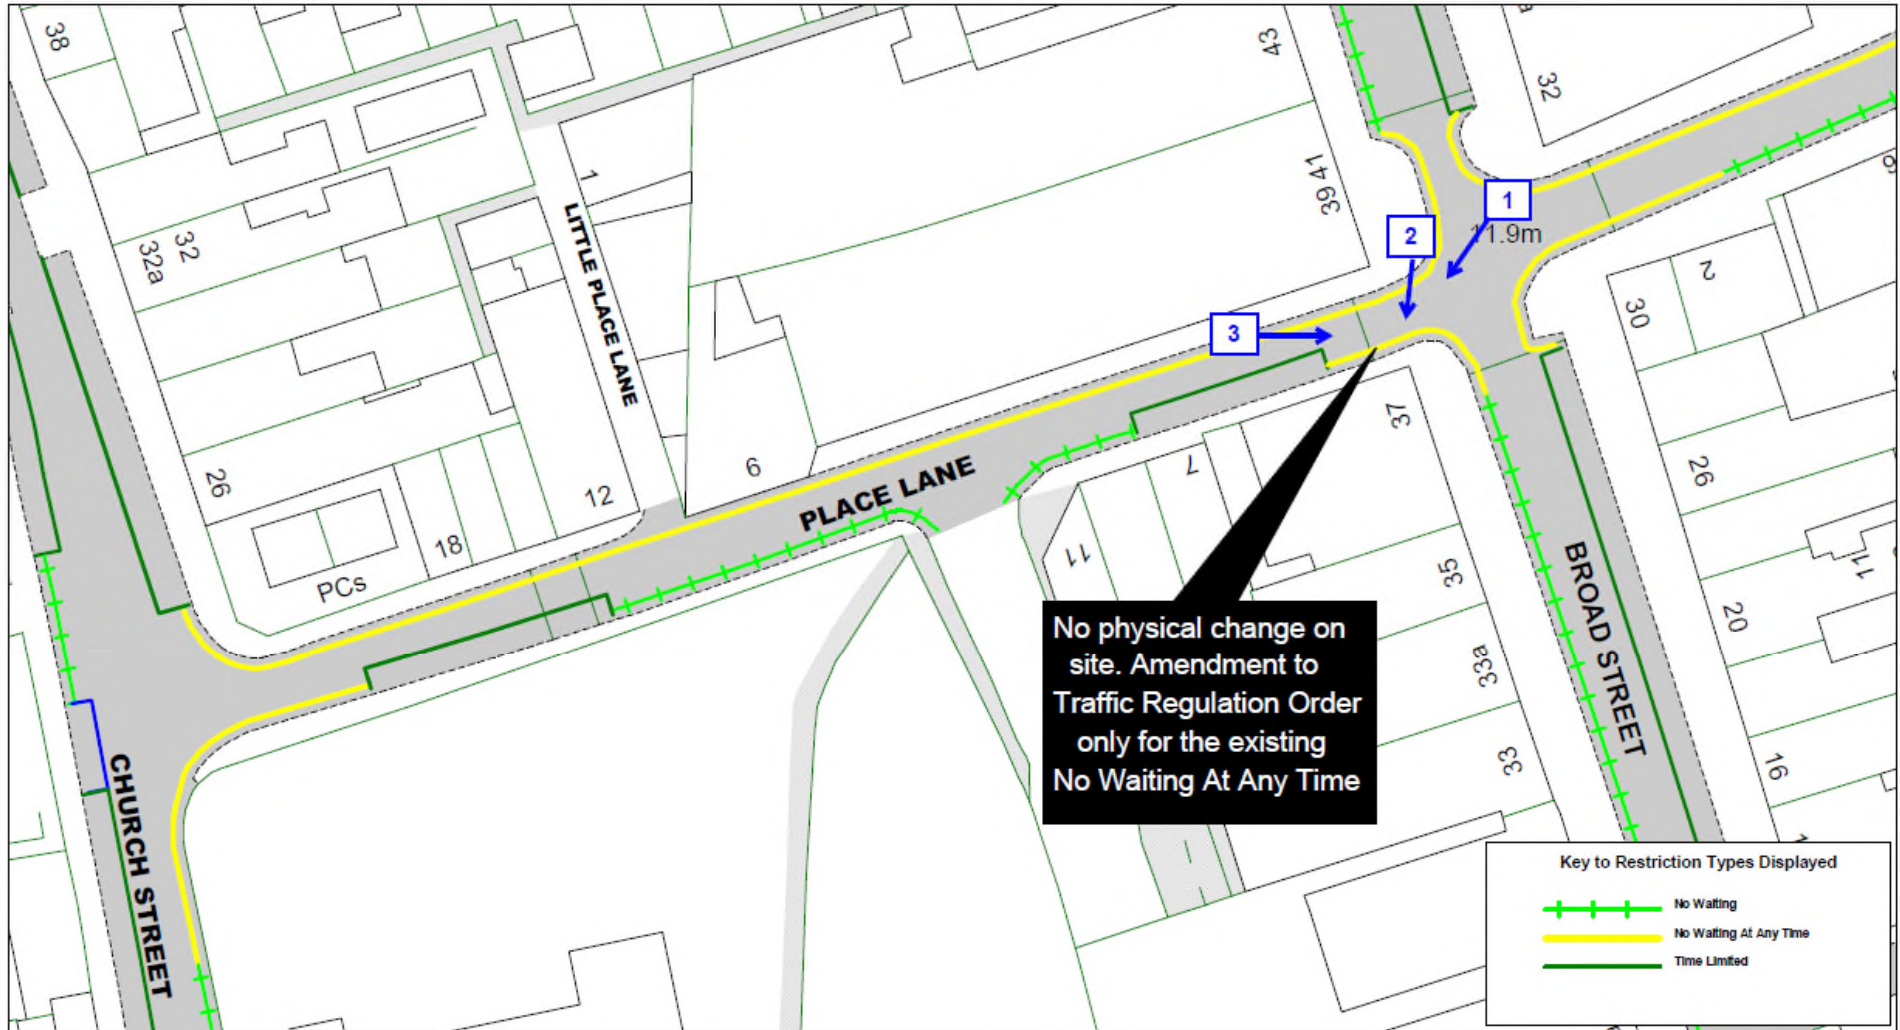 38
43
32
1
39 41
1
2
11.9m
3
LITTLE PLACE LANE
32
32a
2
30
26
12
18
PCs
6
PLACE LANE
7
11
37
35
33a
33
26
20
11
16
BROAD STREET
CHURCH STREET
No physical change on
site. Amendment to
Traffic Regulation Order
only for the existing
No Waiting At Any Time
Key to Restriction Types Displayed
No Waiting
No Waiting At Any Time
Time Limited